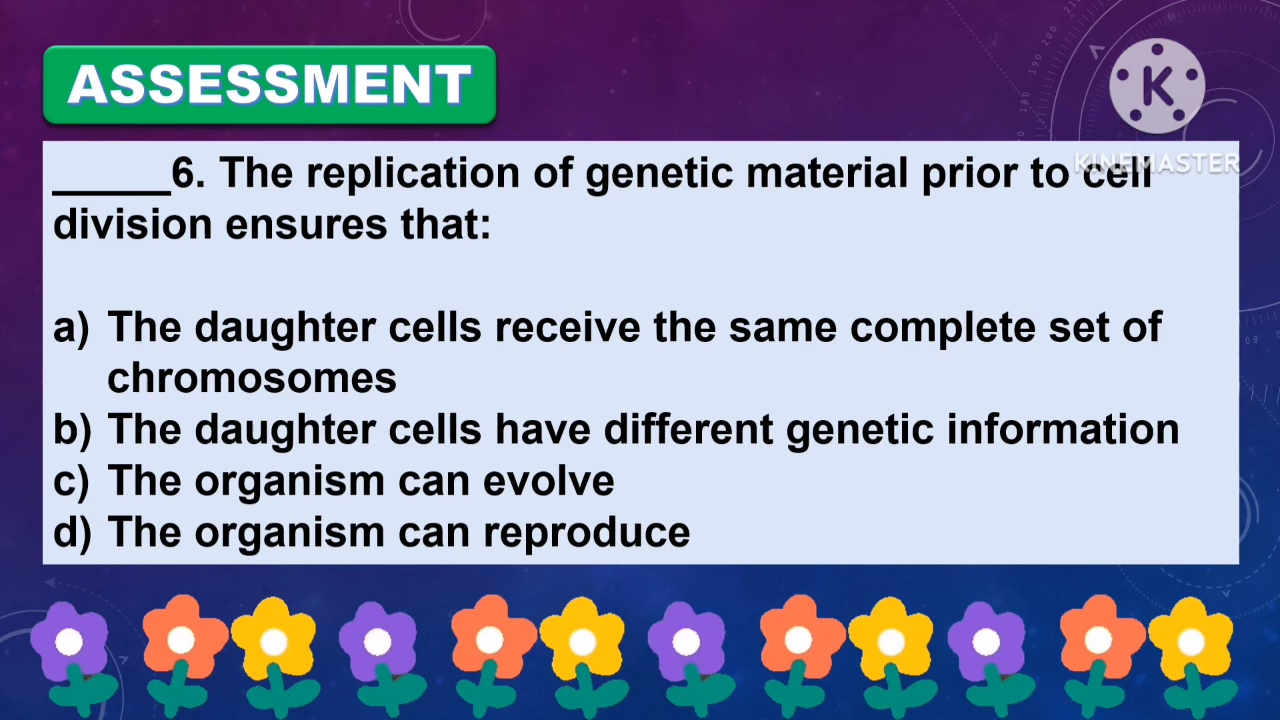 ASSESSMENT
K
KINEMASTER
_____6. The replication of genetic material prior to cell
division ensures that:
a) The daughter cells receive the same complete set of
chromosomes
b) The daughter cells have different genetic information
c) The organism can evolve
d) The organism can reproduce